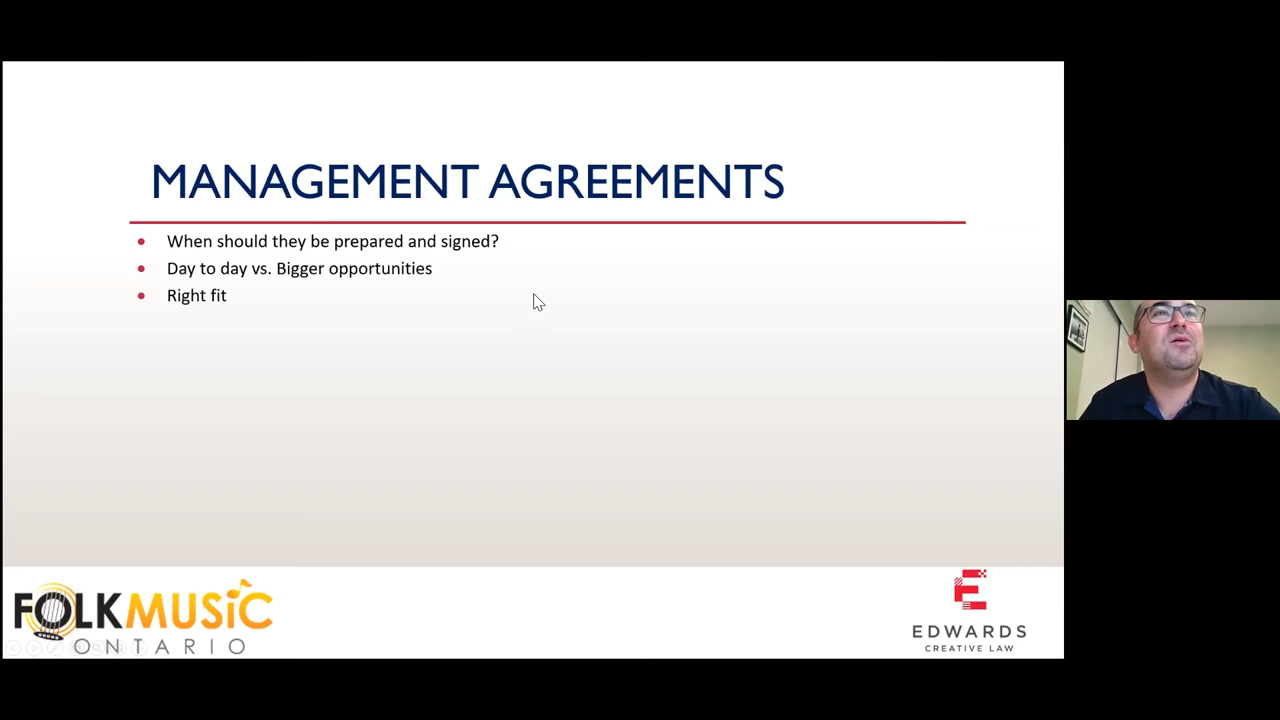 MANAGEMENT AGREEMENTS
• When should they be prepared and signed?
• Day to day vs. Bigger opportunities
• Right fit
FOLKMUSIC
ONTARIO
EDWARDS
CREATIVE LAW